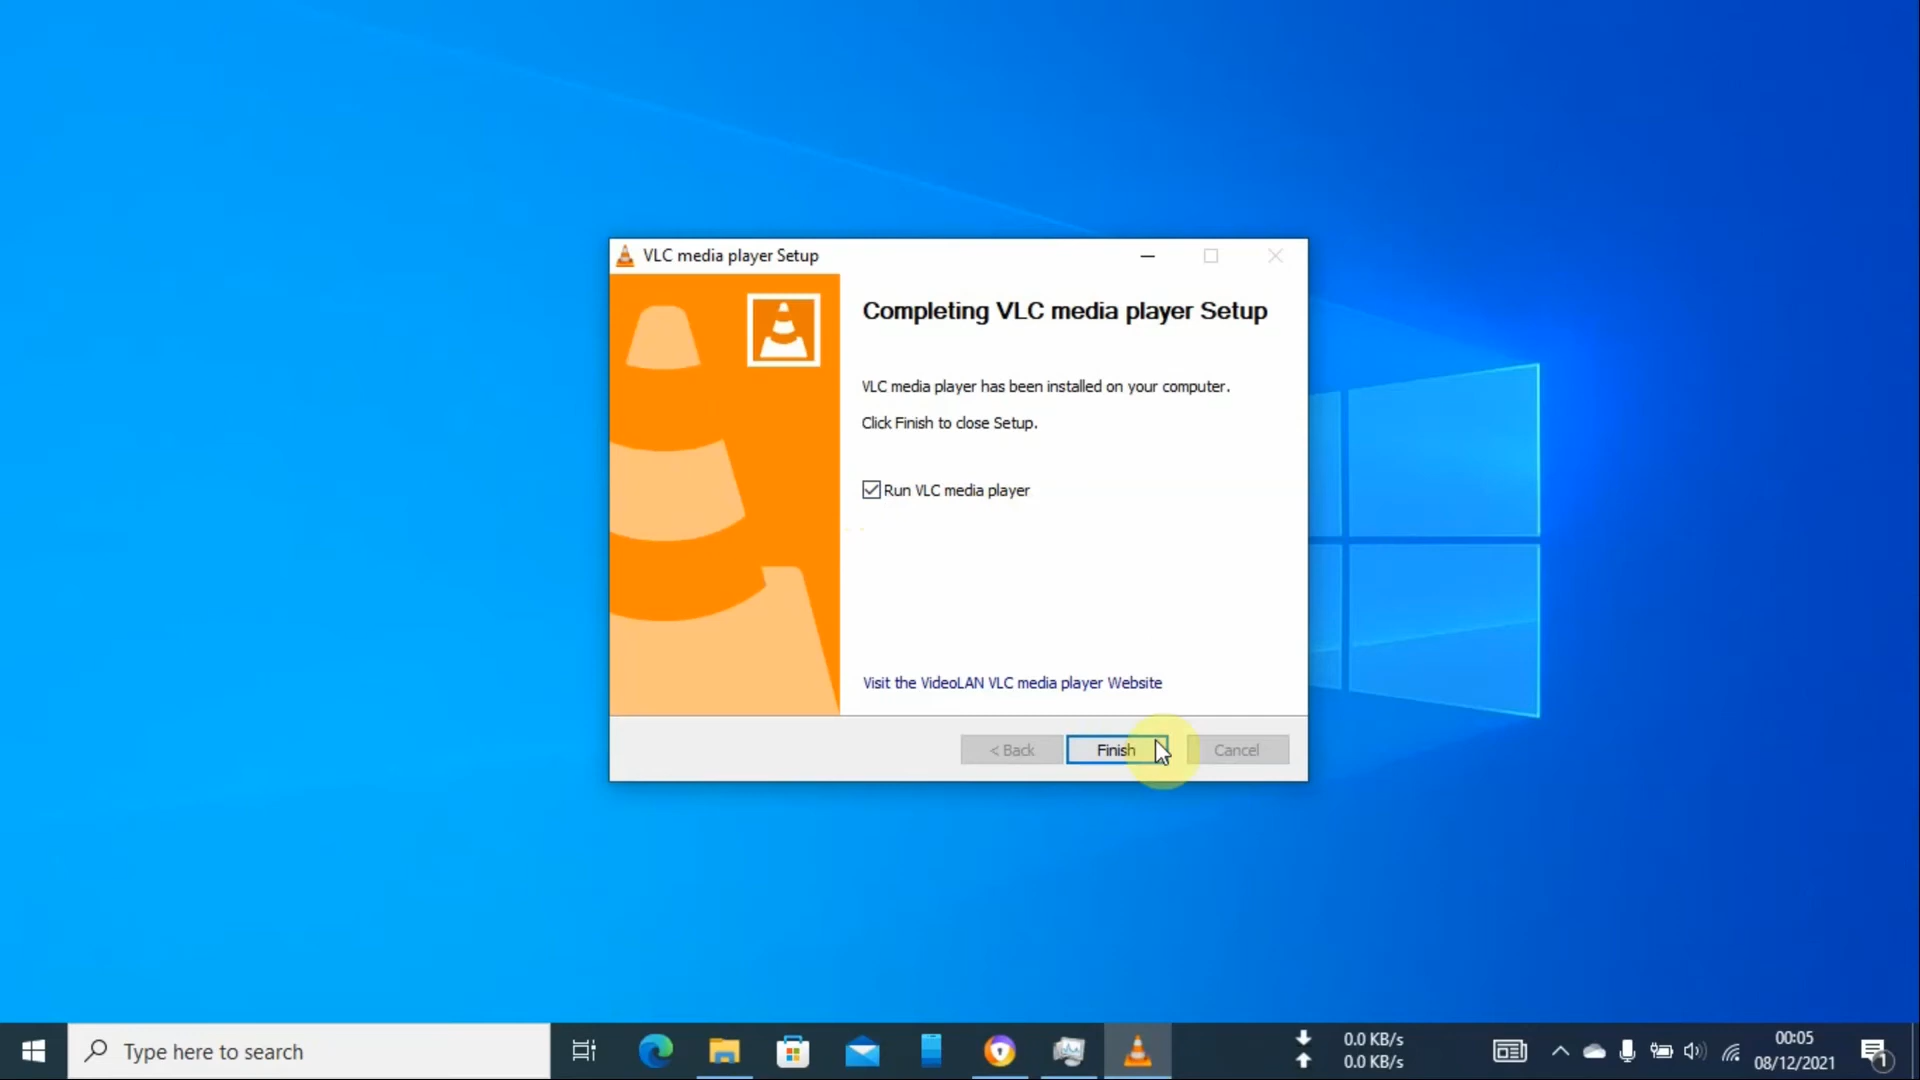 VLC media player Setup
Completing VLC media player Setup
VLC media player has been installed on your computer.
Click Finish to close Setup.
Run VLC media player
Visit the VideoLAN VLC media player Website
< Back
Finish
Cancel
Type here to search
0.0 KB/s
0.0 KB/s
00:05
08/12/2021
1